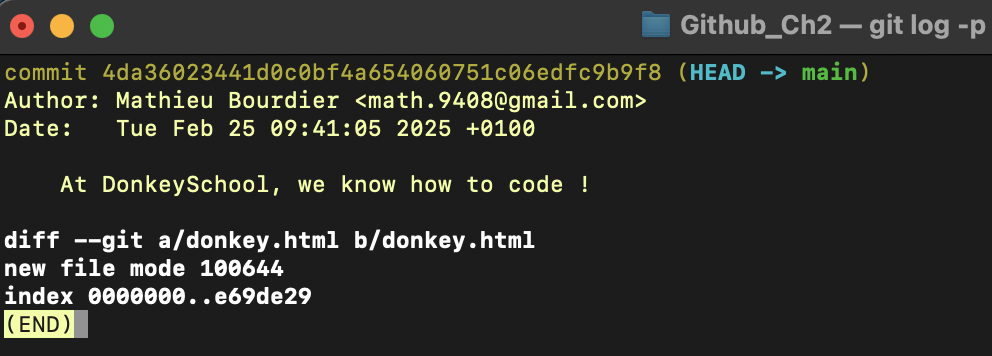 Github_Ch2 — git log -p
commit 4da36023441d0c0bf4a654060751c06edfc9b9f8 (HEAD -> main)
Author: Mathieu Bourdier <math.9408@gmail.com>
Date:   Tue Feb 25 09:41:05 2025 +0100
    At DonkeySchool, we know how to code !
diff --git a/donkey.html b/donkey.html
new file mode 100644
index 0000000..e69de29
(END)